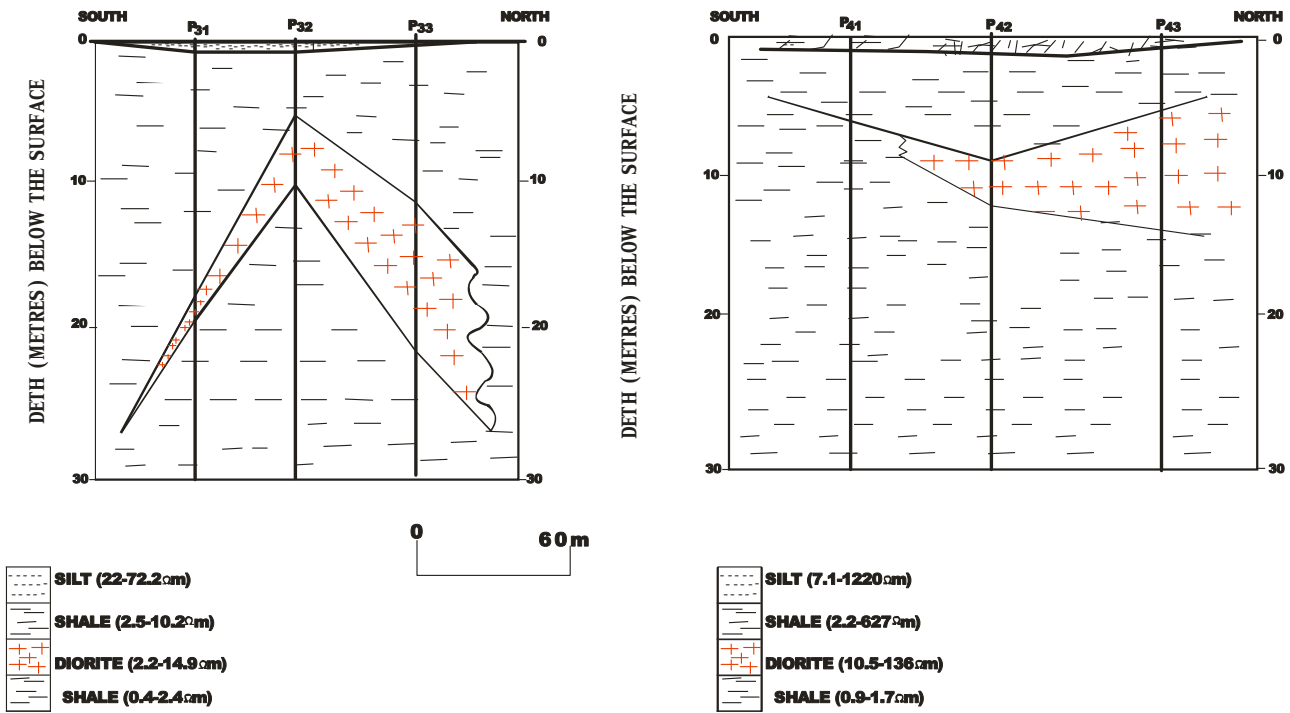 SOUTH P31 P32 P33 NORTH
0 0
10 10
20 20
30 30
DETH (METRES) BELOW THE SURFACE
SOUTH P41 P42 P43 NORTH
0 0
10 10
20 20
30 30
DETH (METRES) BELOW THE SURFACE
0 60m
SILT (22-72.2Ωm)
SHALE (2.5-10.2Ωm)
DIORITE (2.2-14.9Ωm)
SHALE (0.4-2.4Ωm)
SILT (7.1-1220Ωm)
SHALE (2.2-627Ωm)
DIORITE (10.5-136Ωm)
SHALE (0.9-1.7Ωm)